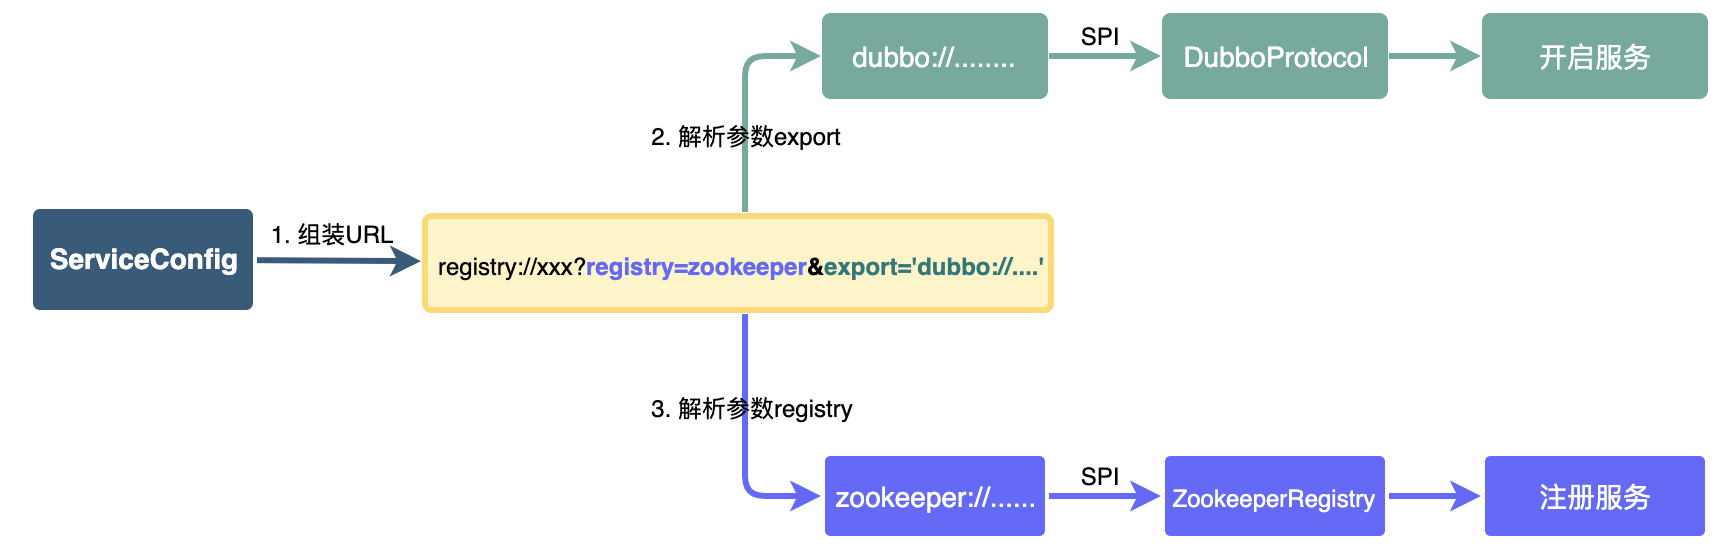 dubbo://........
SPI
DubboProtocol
开启服务
2. 解析参数export
ServiceConfig
1. 组装URL
registry://xxx?registry=zookeeper&export='dubbo://....'
3. 解析参数registry
zookeeper://......
SPI
ZookeeperRegistry
注册服务